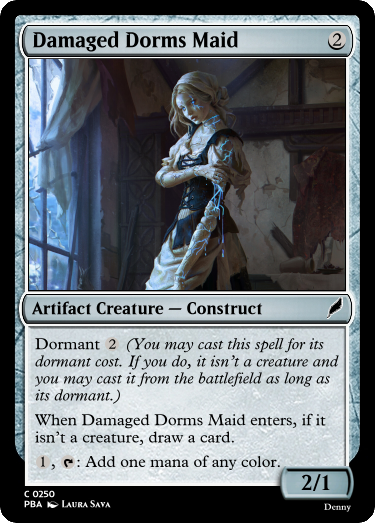 Damaged Dorms Maid 2
Artifact Creature — Construct
Dormant 2 (You may cast this spell for its
dormant cost. If you do, it isn't a creature and
you may cast it from the battlefield as long as
its dormant.)
When Damaged Dorms Maid enters, if it
isn't a creature, draw a card.
1 , : Add one mana of any color.
2/1
C 0250
PBA Laura Sava
Denny